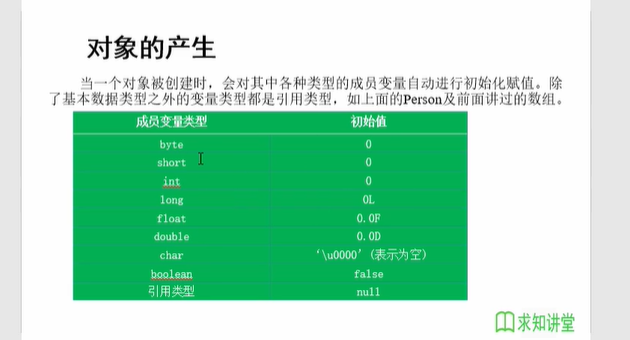 对象的产生
当一个对象被创建时，会对其中各种类型的成员变量自动进行初始化赋值。除
了基本数据类型之外的变量类型都是引用类型，如上面的Person及前面讲过的数组。
成员变量类型 初始值
byte 0
short 0
int 0
long 0L
float 0.0F
double 0.0D
char ‘\u0000’(表示为空)
boolean false
引用类型 null
求知讲堂